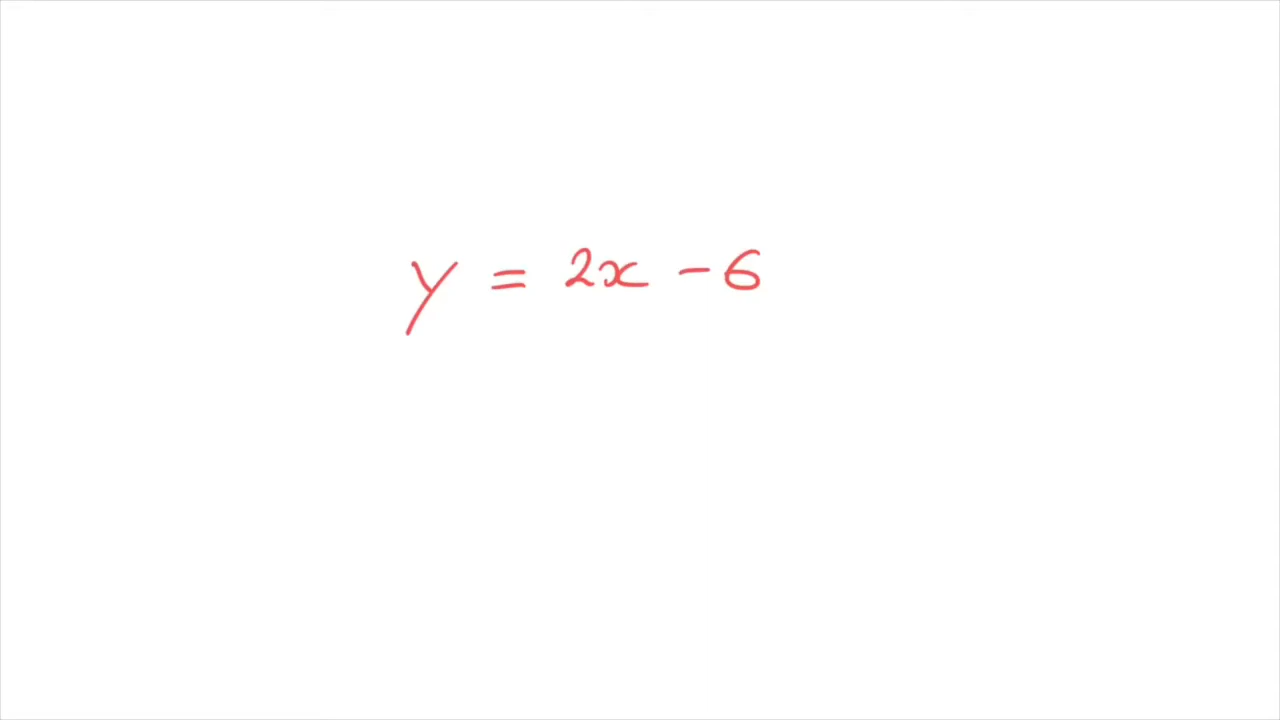 y = 2x - 6